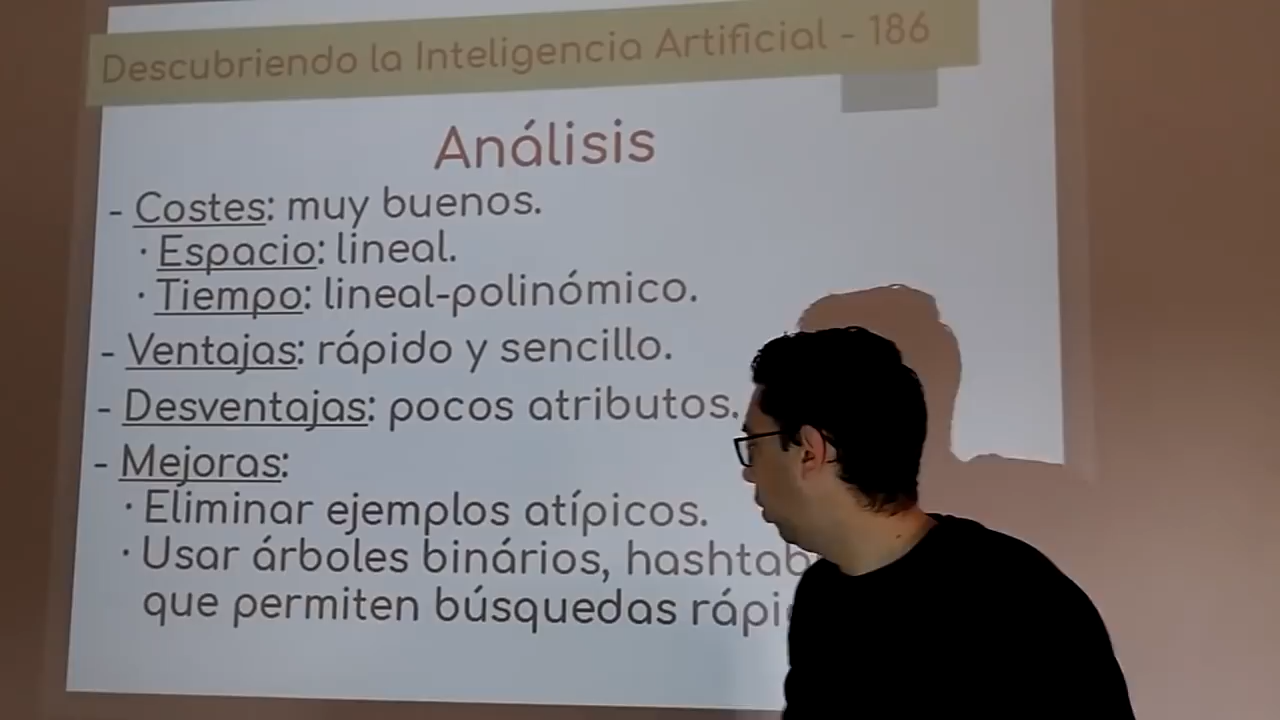 Descubriendo la Inteligencia Artificial - 186
Análisis
- Costes: muy buenos.
· Espacio: lineal.
· Tiempo: lineal-polinómico.
- Ventajas: rápido y sencillo.
- Desventajas: pocos atributos.
- Mejoras:
· Eliminar ejemplos atípicos.
· Usar árboles binários,
que permiten búsquedas